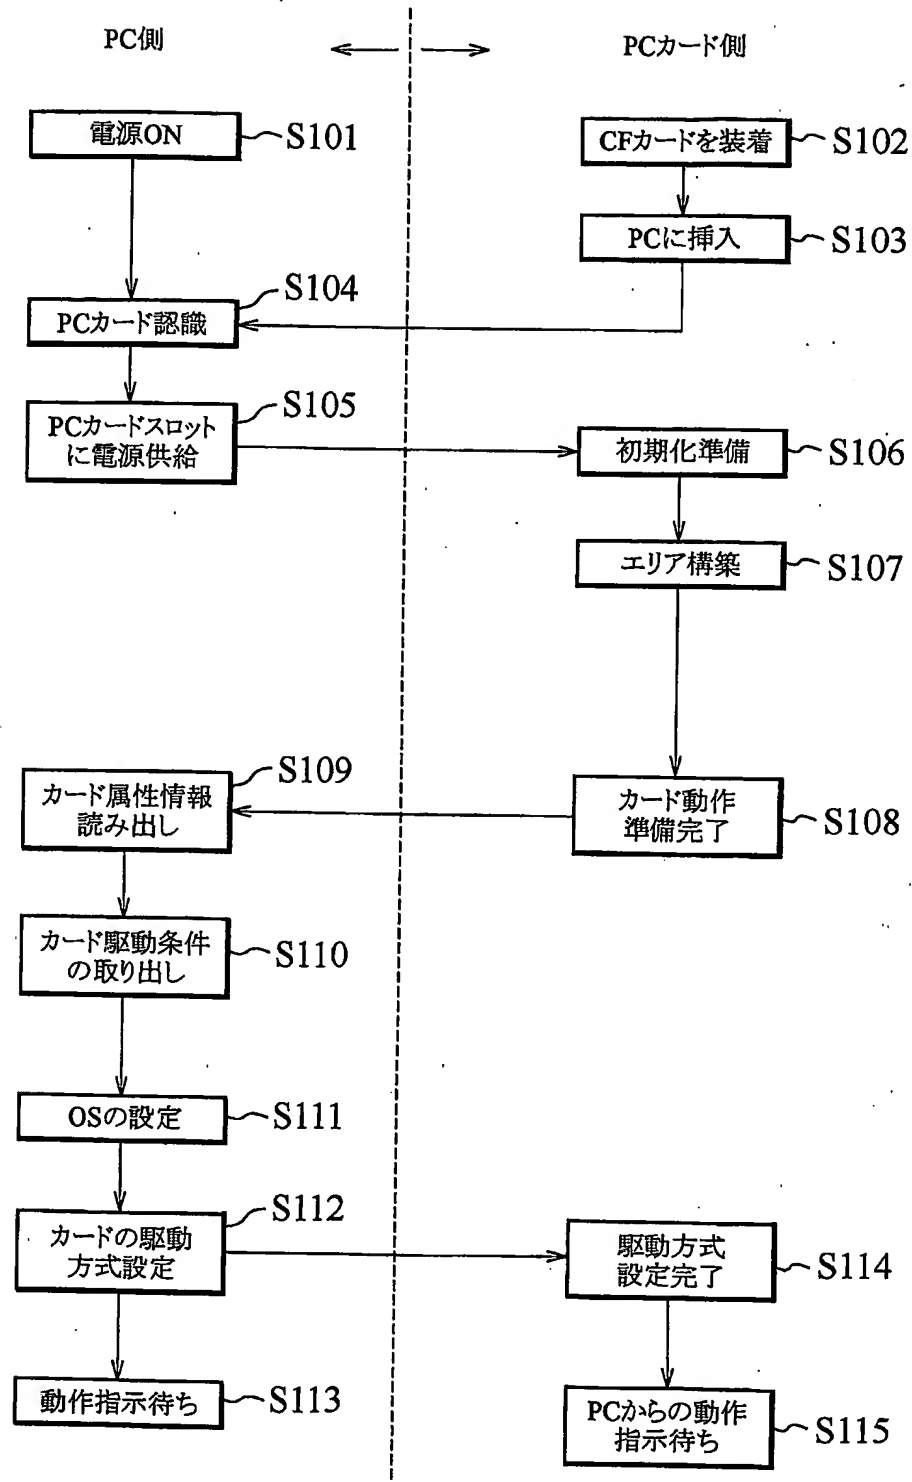 PC側
PCカード側
電源ON
S101
CFカードを装着
S102
PCに挿入
S103
S104
PCカード認識
S105
PCカードスロット
に電源供給
初期化準備
S106
エリア構築
S107
S109
カード属性情報
読み出し
カード動作
準備完了
S108
カード駆動条件
の取り出し
S110
OSの設定
S111
S112
カードの駆動
方式設定
駆動方式
設定完了
S114
動作指示待ち
S113
PCからの動作
指示待ち
S115